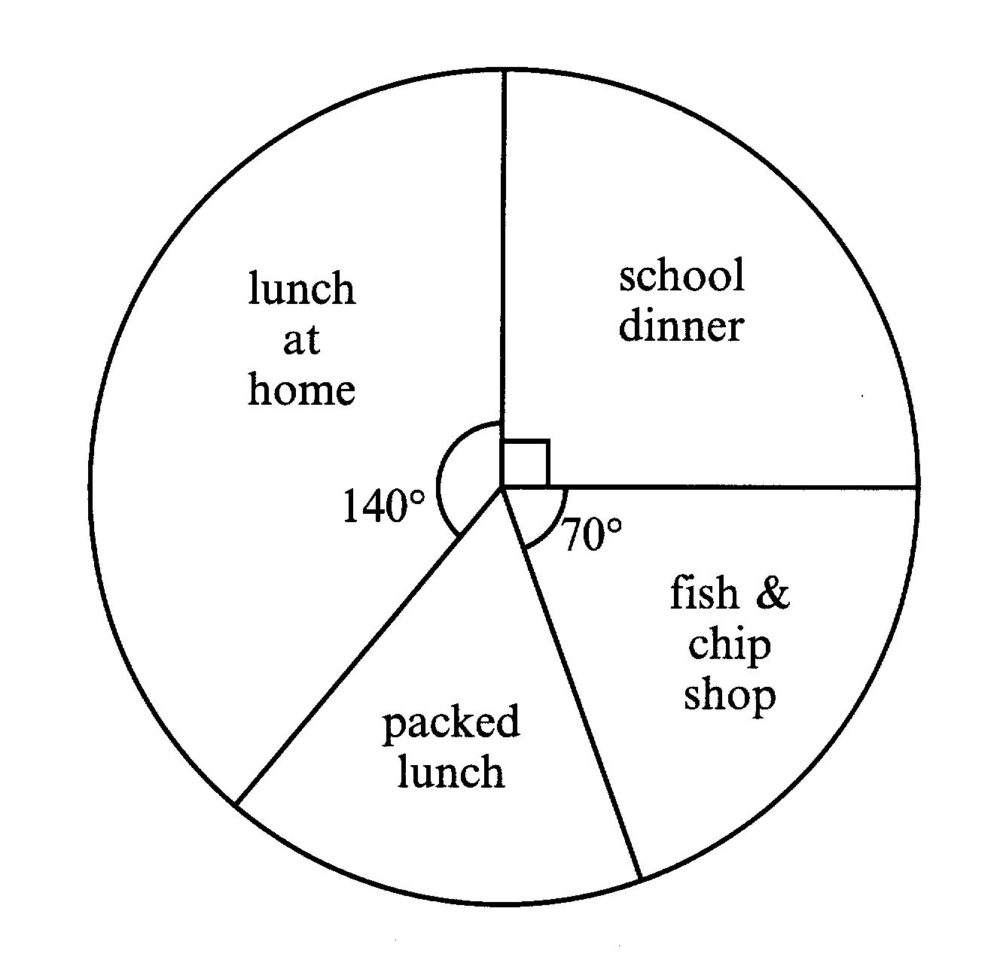 lunch
at
home
school
dinner
140°
70°
fish &
chip
shop
packed
lunch